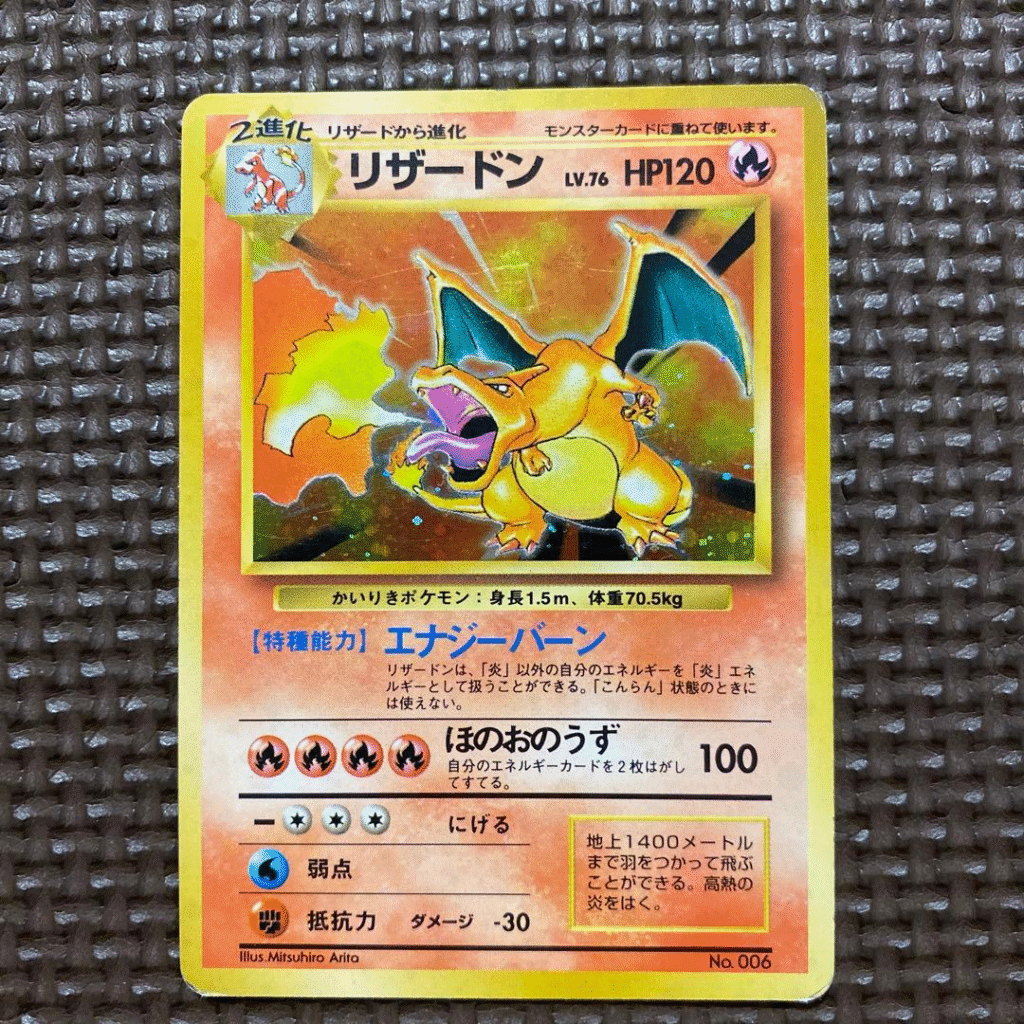 2進化 リザードから進化 モンスターカードに重ねて使います。
リザードン LV.76 HP120
かいりきポケモン：身長1.5m、体重70.5kg
【特種能力】 エナジーバーン
リザードンは、「炎」以外の自分のエネルギーを「炎」エネ
ルギーとして扱うことができる。「こんらん」状態のときに
は使えない。
ほのおのうず 100
自分のエネルギーカードを2枚はがし
てすてる。
にげる
弱点
抵抗力 ダメージ -30
地上1400メートル
まで羽をつかって飛ぶ
ことができる。高熱の
炎をはく。
Illus.Mitsuhiro Arita No. 006